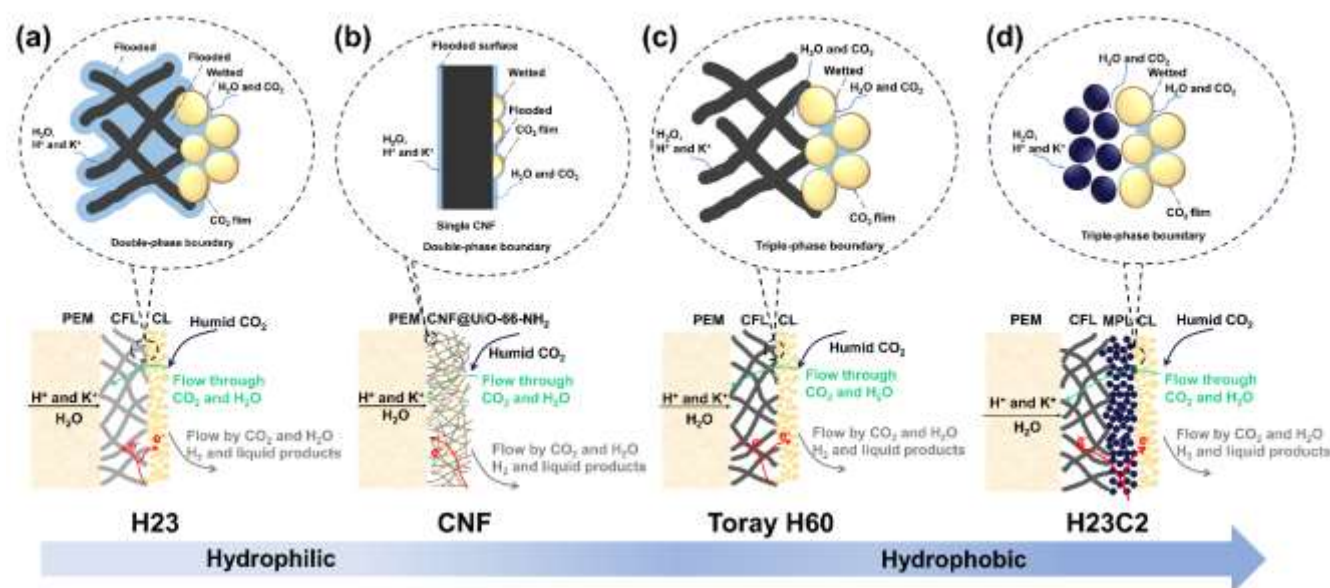 (a)
Flooded
Flooded
Wetted
H₂O and CO₂
H₂O,
H⁺ and K⁺
CO₂ flim
Double-phase boundary
PEM CFL CL
Humid CO₂
Flow through
CO₂ and H₂O
H⁺ and K⁺
H₂O
e⁻
e⁻
Flow by CO₂ and H₂O
H₂ and liquid products
H23
(b)
Flooded surface
Wetted
Flooded
CO₂ film
H₂O,
H⁺ and K⁺
H₂O and CO₂
Single CNF
Double-phase boundary
PEM CNF@UiO-66-NH₂
Humid CO₂
Flow through
CO₂ and H₂O
H⁺ and K⁺
H₂O
e⁻
Flow by CO₂ and H₂O
H₂ and liquid products
CNF
(c)
H₂O and CO₂
Wetted
H₂O and CO₂
H₂O,
H⁺ and K⁺
CO₂ flim
Triple-phase boundary
PEM CFL CL
Humid CO₂
Flow through
CO₂ and H₂O
H⁺ and K⁺
H₂O
e⁻
e⁻
Flow by CO₂ and H₂O
H₂ and liquid products
Toray H60
(d)
H₂O and CO₂
Wetted
H₂O and CO₂
H₂O,
H⁺ and K⁺
CO₂ flim
Triple-phase boundary
PEM CFL MPL CL
Humid CO₂
Flow through
CO₂ and H₂O
H⁺ and K⁺
H₂O
e⁻
e⁻
Flow by CO₂ and H₂O
H₂ and liquid products
H23C2
Hydrophilic Hydrophobic